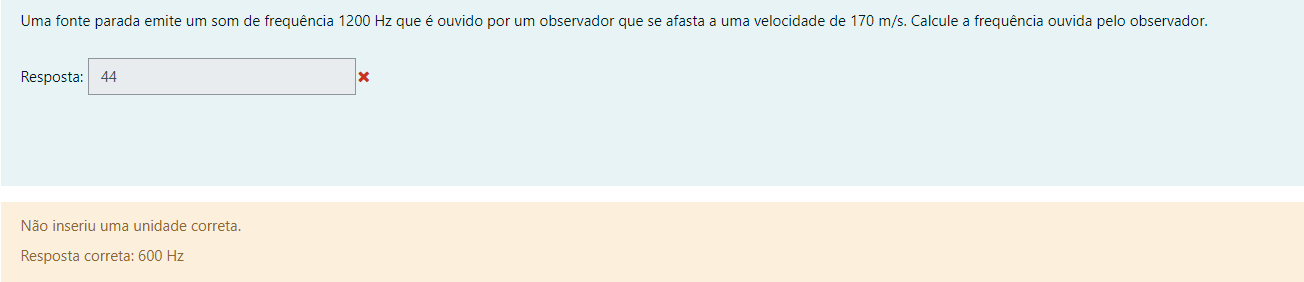 Uma fonte parada emite um som de frequência 1200 Hz que é ouvido por um observador que se afasta a uma velocidade de 170 m/s. Calcule a frequência ouvida pelo observador.
Resposta: 44
Não inseriu uma unidade correta.
Resposta correta: 600 Hz